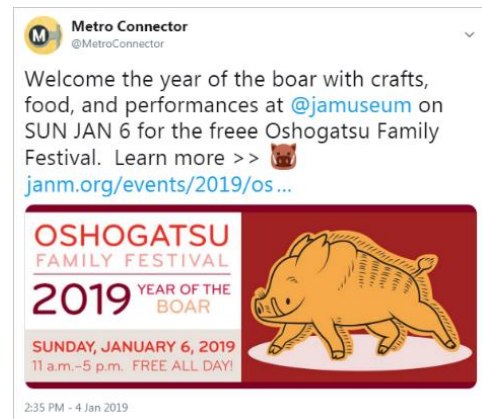 M
Metro Connector
@MetroConnector
Welcome the year of the boar with crafts,
food, and performances at @jamuseum on
SUN JAN 6 for the freee Oshogatsu Family
Festival. Learn more >> 🐗
janm.org/events/2019/os...
OSHOGATSU
FAMILY FESTIVAL
2019 YEAR OF THE BOAR
SUNDAY, JANUARY 6, 2019
11 a.m.–5 p.m. FREE ALL DAY!
2:35 PM - 4 Jan 2019